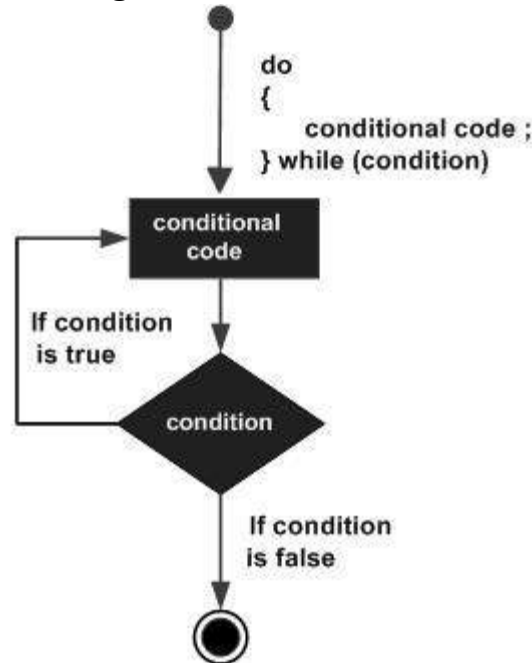 do
{
conditional code ;
} while (condition)
conditional
code
If condition
is true
condition
If condition
is false